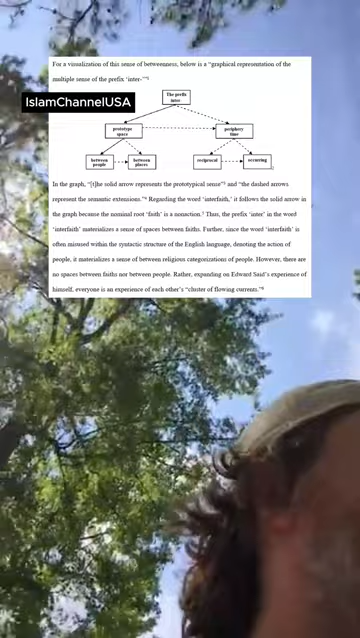 For a visualization of this sense of betweenness, below is a “graphical representation of the
multiple sense of the prefix ‘inter-’”³
IslamChannelUSA
The prefix
inter
prototype
space
periphery
time
between
people
between
places
reciprocal
occurring
In the graph, “[t]he solid arrow represents the prototypical sense”⁵ and “the dashed arrows
represent the semantic extensions.”⁶ Regarding the word ‘interfaith,’ it follows the solid arrow in
the graph because the nominal root ‘faith’ is a nonaction.⁷ Thus, the prefix ‘inter’ in the word
‘interfaith’ materializes a sense of spaces between faiths. Further, since the word ‘interfaith’ is
often misused within the syntactic structure of the English language, denoting the action of
people, it materializes a sense of between religious categorizations of people. However, there are
no spaces between faiths nor between people. Rather, expanding on Edward Said’s experience of
himself, everyone is an experience of each other’s “cluster of flowing currents.”⁸